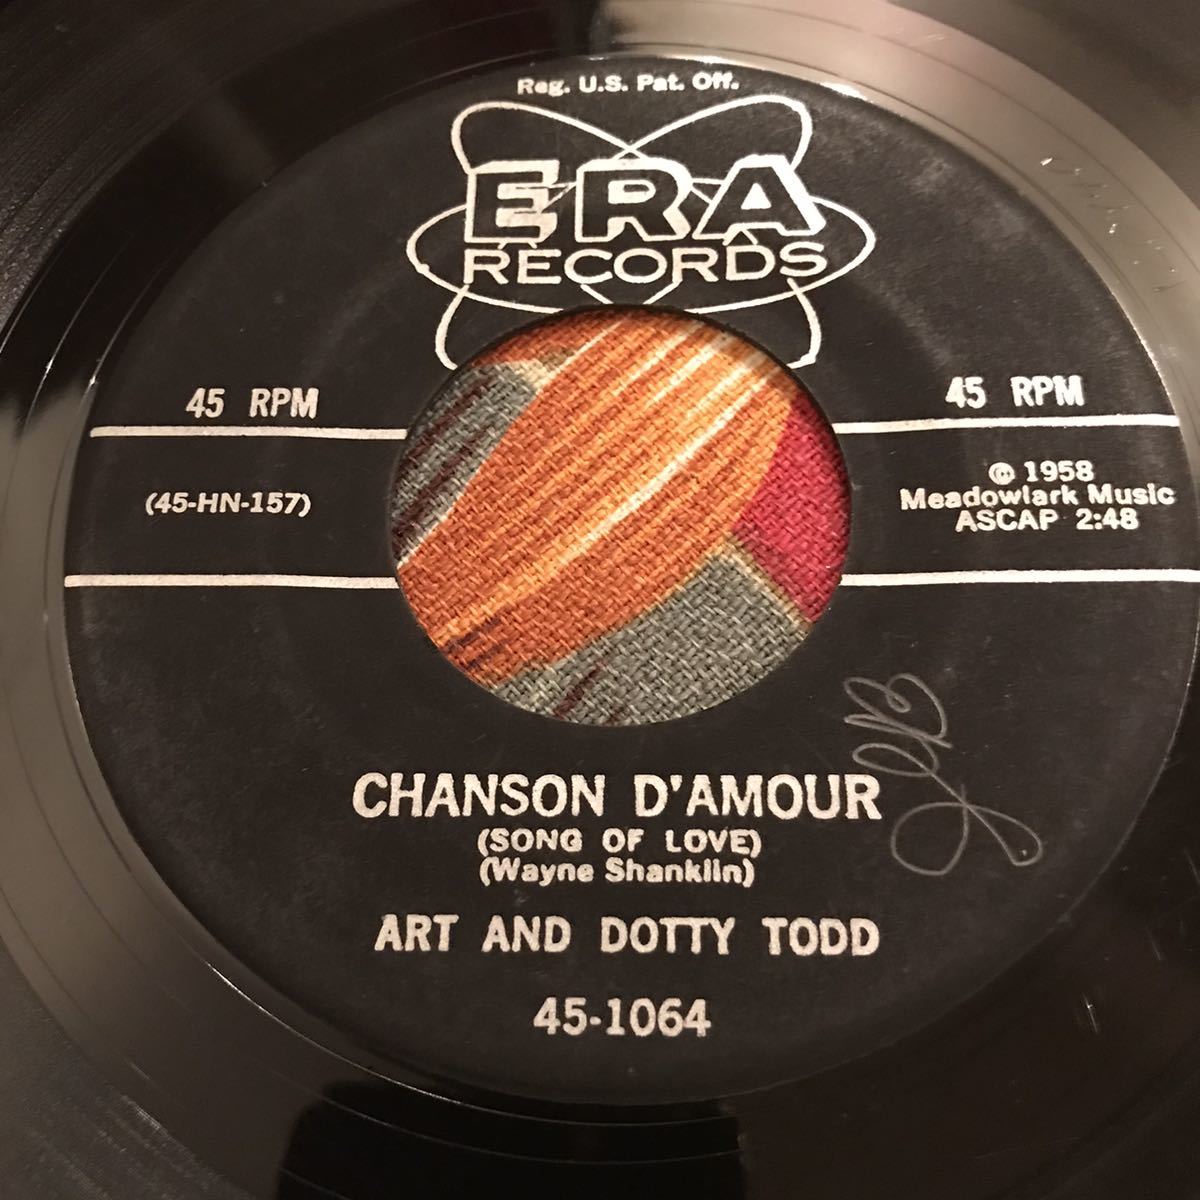 Reg. U.S. Pat. Off.
ERA
RECORDS
45 RPM
45 RPM
(45-HN-157)
℗ 1958
Meadowlark Music
ASCAP 2:48
CHANSON D'AMOUR
(SONG OF LOVE)
(Wayne Shanklin)
ART AND DOTTY TODD
45-1064